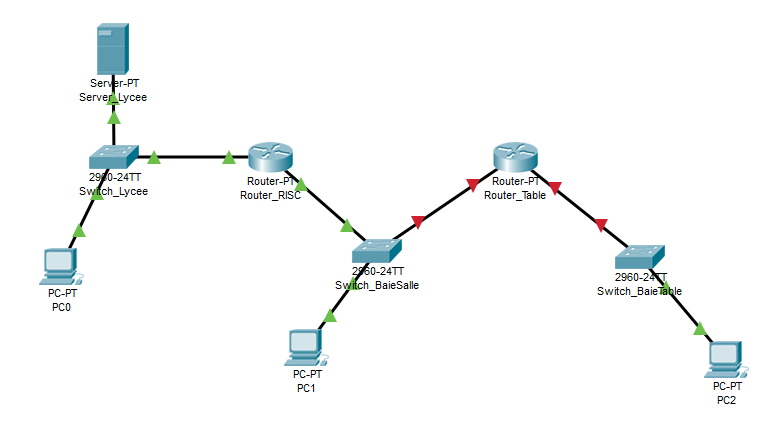 Server-PT
Server_Lycee
2960-24TT
Switch_Lycee
Router-PT
Router_RISC
Router-PT
Router_Table
2960-24TT
Switch_BaieSalle
2960-24TT
Switch_BaieTable
PC-PT
PC0
PC-PT
PC1
PC-PT
PC2